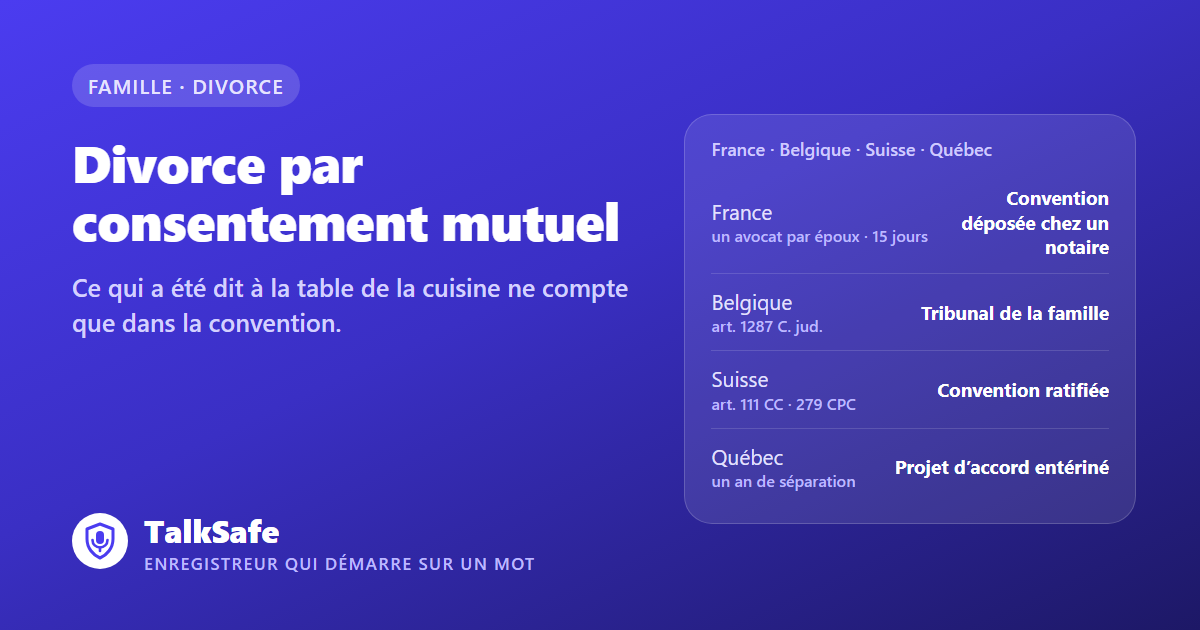 FAMILLE · DIVORCE
Divorce par
consentement mutuel
Ce qui a été dit à la table de la cuisine ne compte
que dans la convention.
TalkSafe
ENREGISTREUR QUI DÉMARRE SUR UN MOT
France · Belgique · Suisse · Québec
France
un avocat par époux · 15 jours
Convention
déposée chez un
notaire
Belgique
art. 1287 C. jud.
Tribunal de la famille
Suisse
art. 111 CC · 279 CPC
Convention ratifiée
Québec
un an de séparation
Projet d’accord entériné